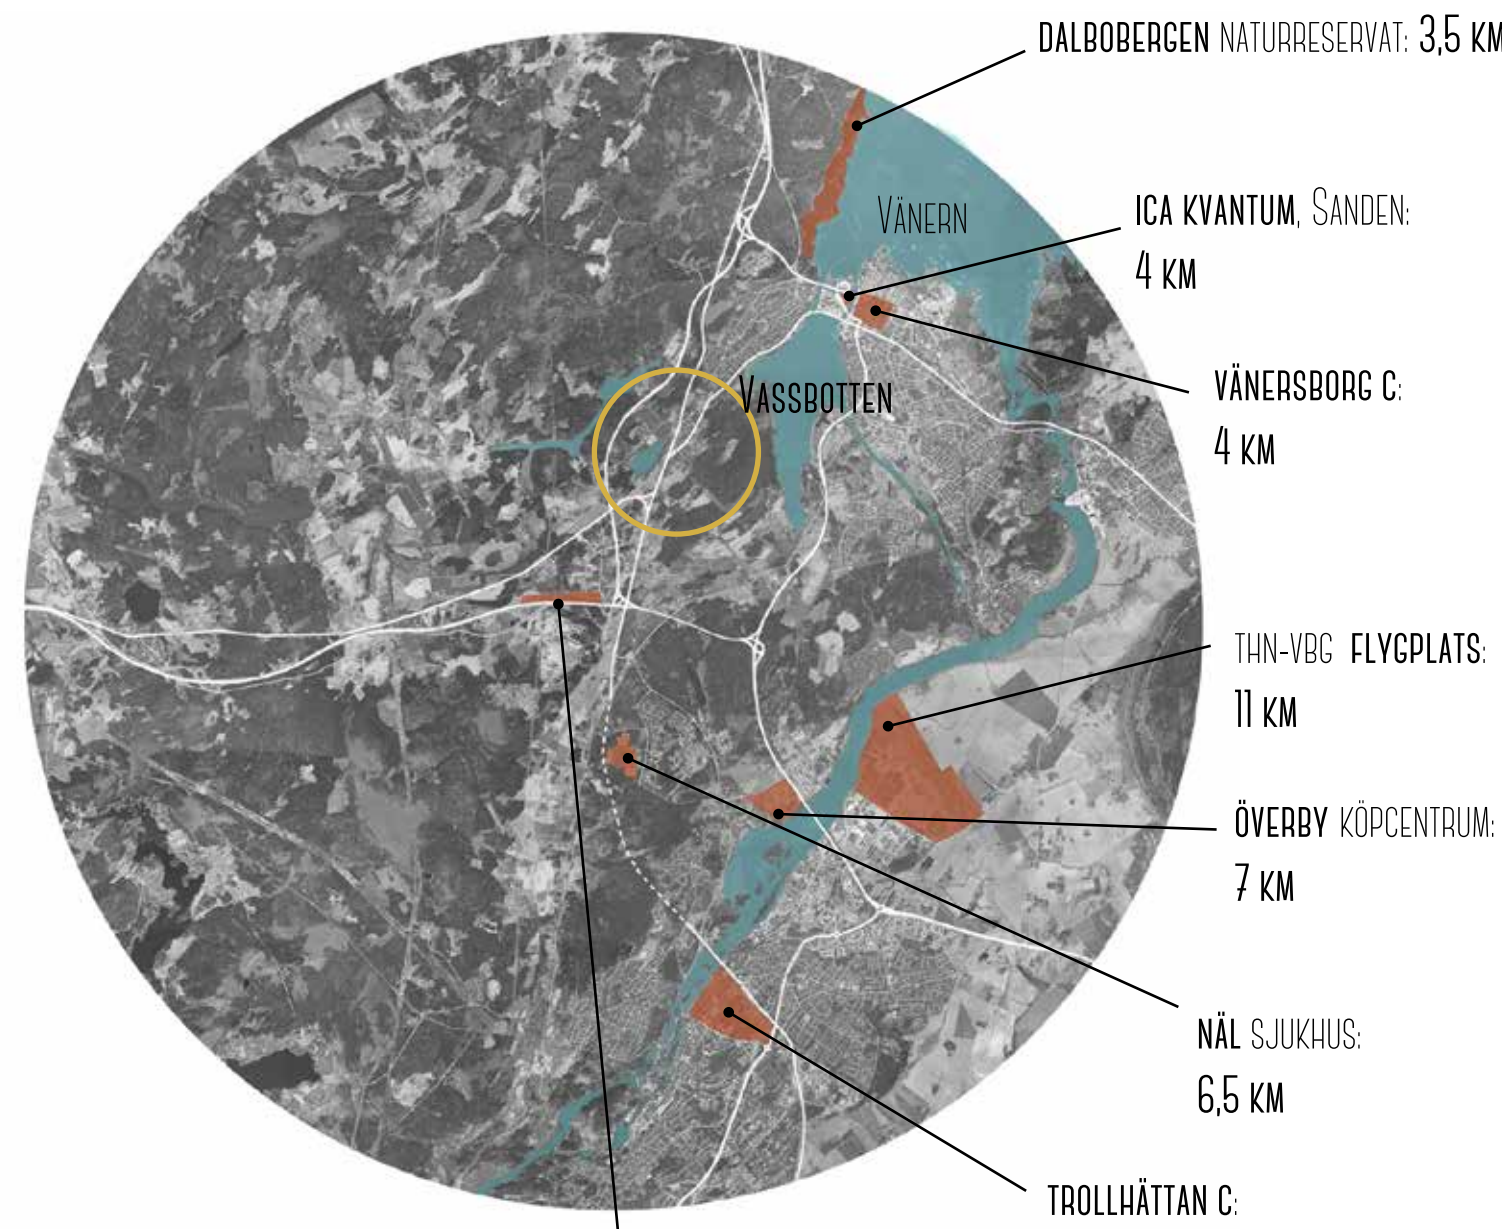 DALBOBERGEN NATURRESERVAT: 3,5 KM
VÄNERN
ICA KVANTUM, SANDEN:
4 KM
VASSBOTTEN
VÄNERSBORG C:
4 KM
THN-VBG FLYGPLATS:
11 KM
ÖVERBY KÖPCENTRUM:
7 KM
NÄL SJUKHUS:
6,5 KM
TROLLHÄTTAN C: